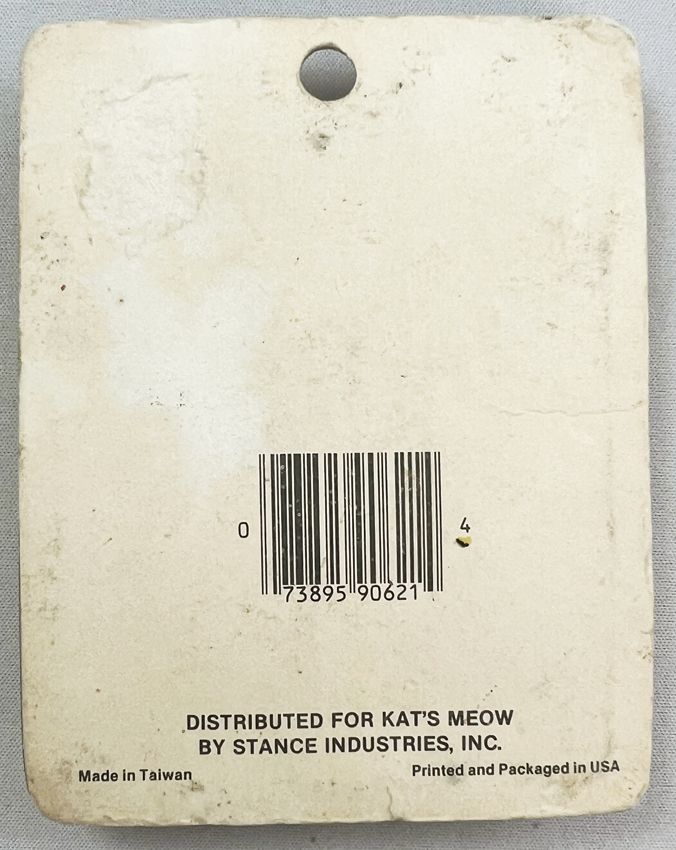 0 73895 90621 4
DISTRIBUTED FOR KAT'S MEOW
BY STANCE INDUSTRIES, INC.
Made in Taiwan
Printed and Packaged in USA